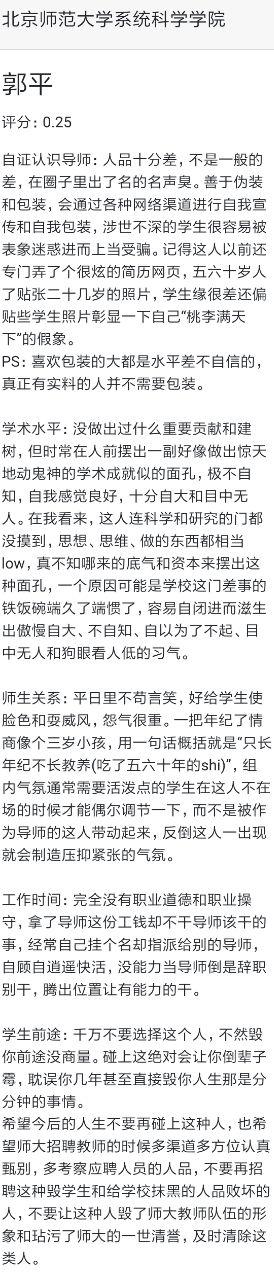 北京师范大学系统科学学院
郭平
评分: 0.25
自证认识导师: 人品十分差, 不是一般的
差, 在圈子里出了名的名声臭。善于伪装
和包装, 会通过各种网络渠道进行自我宣
传和自我包装, 涉世不深的学生很容易被
表象迷惑进而上当受骗。记得这人以前还
专门弄了个很炫的简历网页, 五六十岁人
了贴张二十几岁的照片, 学生缘很差还偏
贴些学生照片彰显一下自己“桃李满天
下”的假象。
PS: 喜欢包装的大都是水平差不自信的,
真正有实料的人并不需要包装。
学术水平: 没做出过什么重要贡献和建
树, 但时常在人前摆出一副好像做出惊天
地动鬼神的学术成就似的面孔, 极不自
知, 自我感觉良好, 十分自大和目中无
人。在我看来, 这人连科学和研究的门都
没摸到, 思想、思维、做的东西都相当
low, 真不知哪来的底气和资本来摆出这
种面孔, 一个原因可能是学校这门差事的
铁饭碗端久了端惯了, 容易自闭进而滋生
出傲慢自大、不自知、自以为了不起、目
中无人和狗眼看人低的习气。
师生关系: 平日里不苟言笑, 好给学生使
脸色和耍威风, 怨气很重。一把年纪了情
商像个三岁小孩, 用一句话概括就是“只长
年纪不长教养(吃了五六十年的shi)”, 组
内气氛通常需要活泼点的学生在这人不在
场的时候才能偶尔调节一下, 而不是被作
为导师的这人带动起来, 反倒这人一出现
就会制造压抑紧张的气氛。
工作时间: 完全没有职业道德和职业操
守, 拿了导师这份工钱却不干导师该干的
事, 经常自己挂个名却指派给别的导师,
自顾自逍遥快活, 没能力当导师倒是辞职
别干, 腾出位置让有能力的干。
学生前途: 千万不要选择这个人, 不然毁
你前途没商量。碰上这绝对会让你倒辈子
霉, 耽误你几年甚至直接毁你人生那是分
分钟的事情。
希望今后的人生不要再碰上这种人, 也希
望师大招聘教师的时候多渠道多方位认真
甄别, 多考察应聘人员的人品, 不要再招
聘这种毁学生和给学校抹黑的人品败坏的
人, 不要让这种人毁了师大教师队伍的形
象和玷污了师大的一世清誉, 及时清除这
类人。